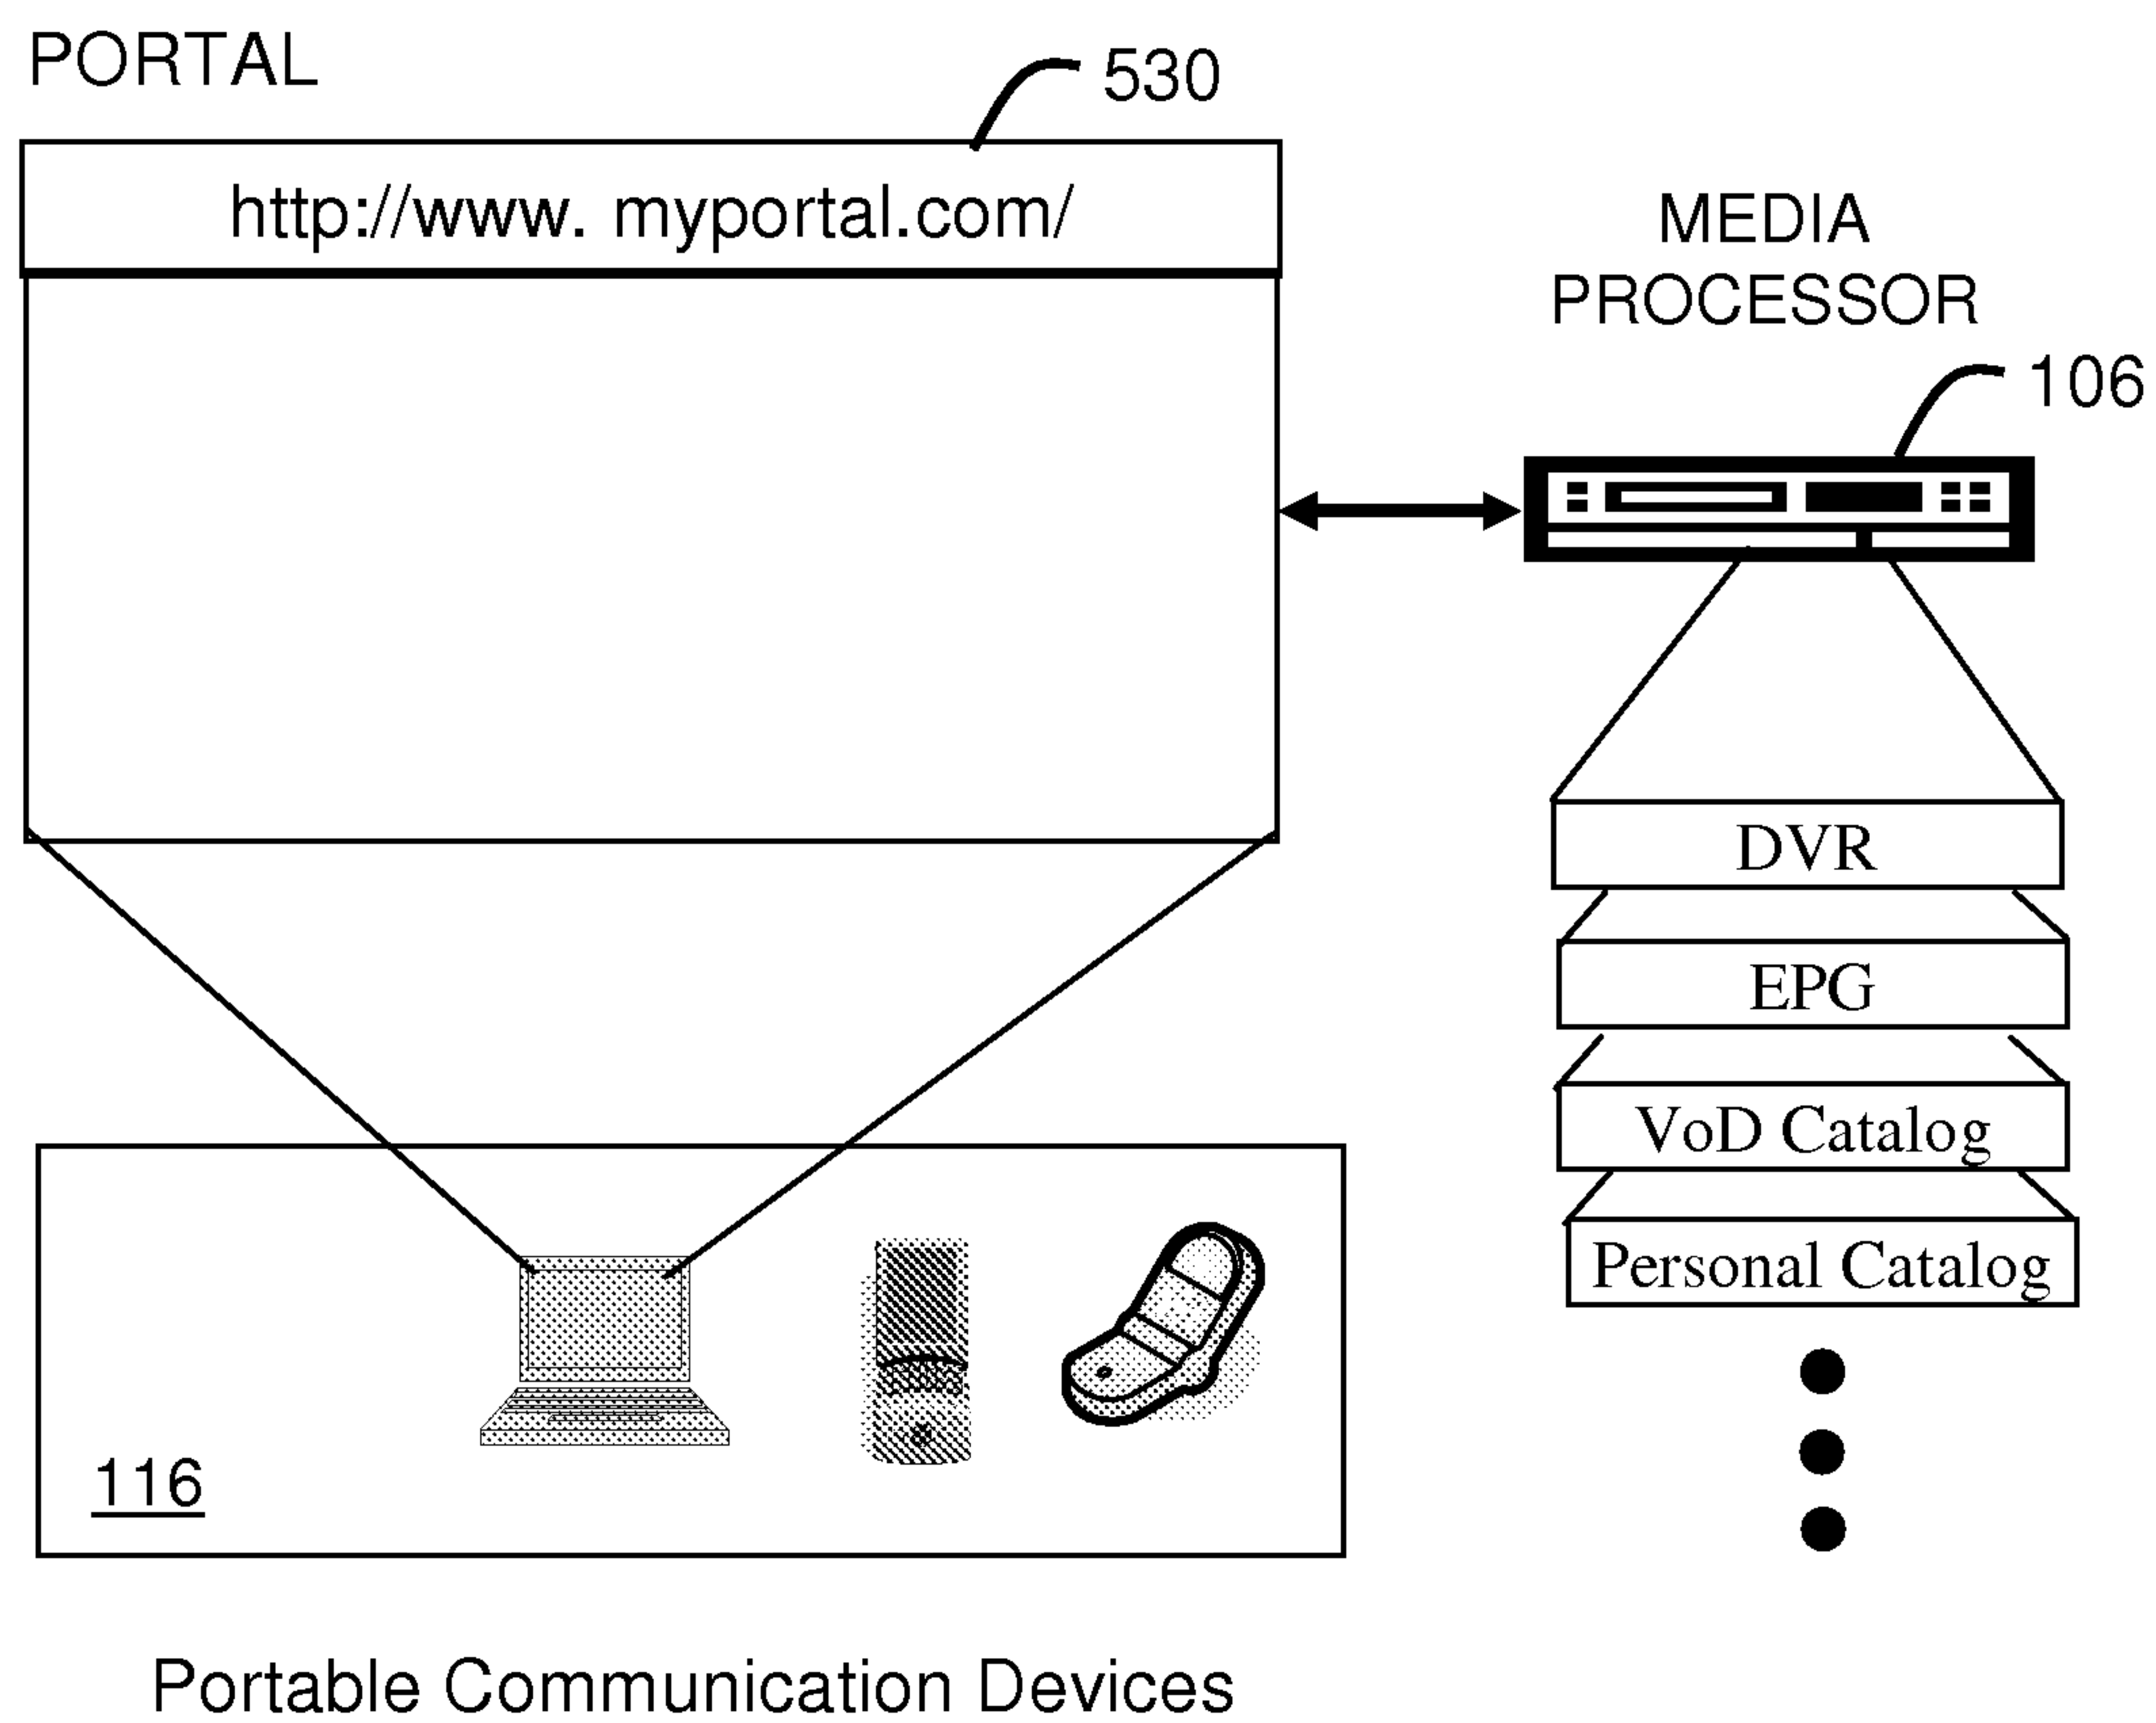 PORTAL
530
http://www. myportal.com/
MEDIA
PROCESSOR
106
DVR
EPG
VoD Catalog
Personal Catalog
116
Portable Communication Devices